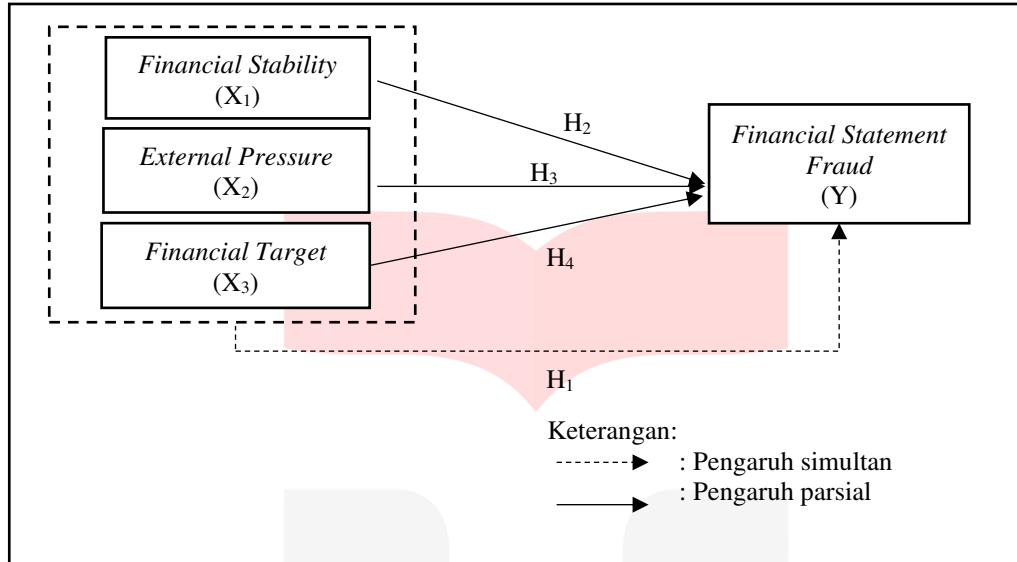 Financial Stability
(X₁)
External Pressure
(X₂)
Financial Target
(X₃)
H₂
H₃
H₄
H₁
Financial Statement
Fraud
(Y)
Keterangan:
: Pengaruh simultan
: Pengaruh parsial